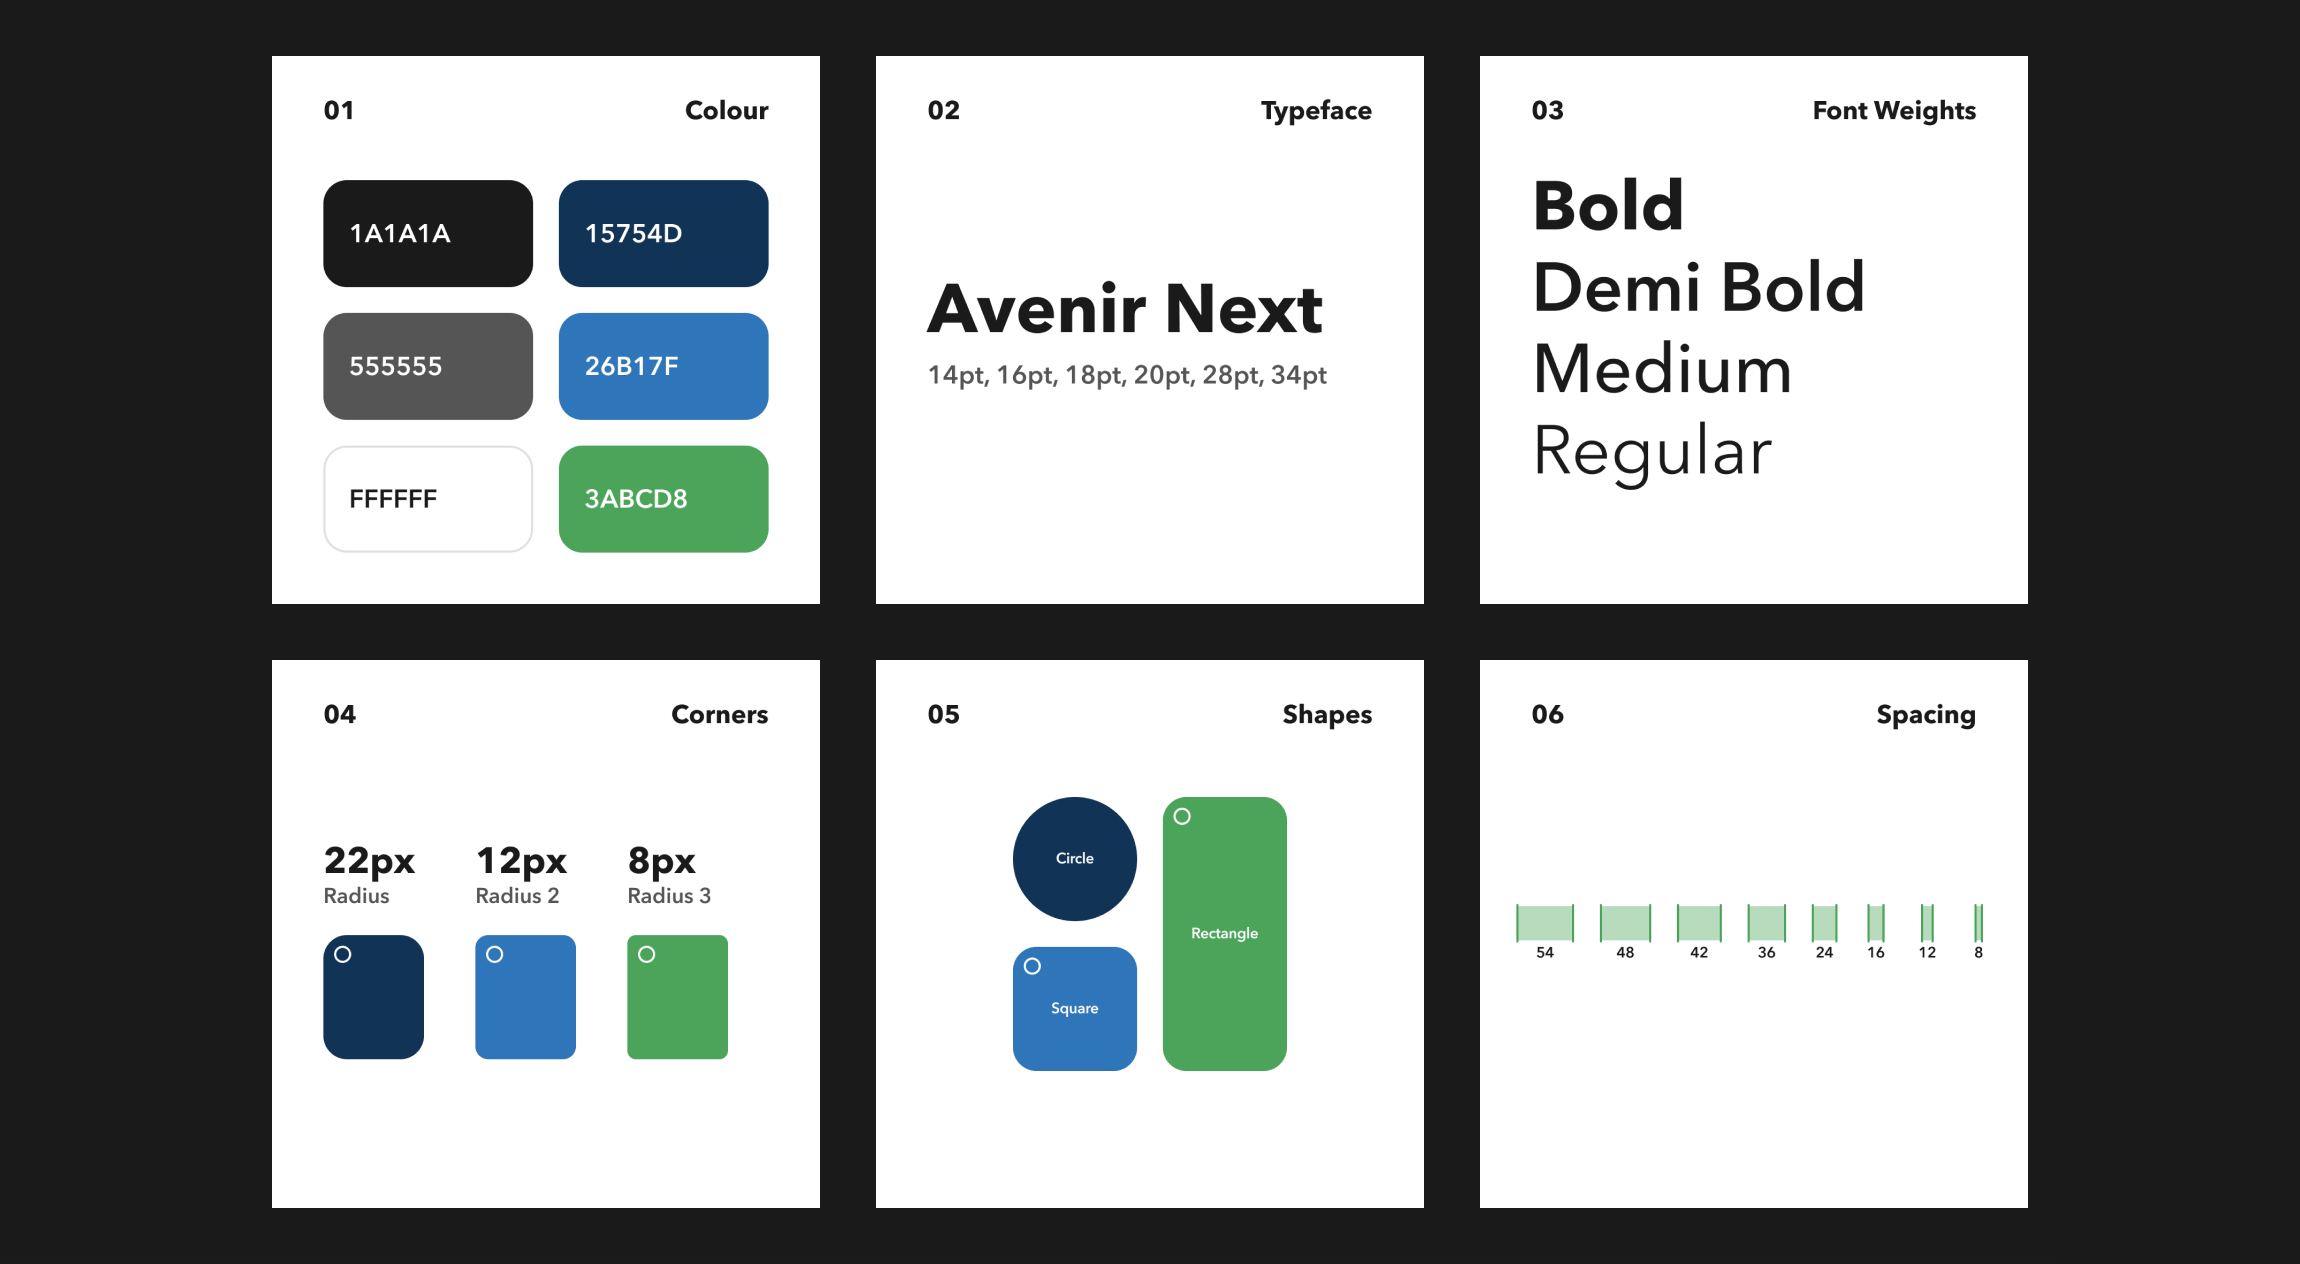 01 Colour
1A1A1A 15754D
555555 26B17F
FFFFFF 3ABCD8
02 Typeface
Avenir Next
14pt, 16pt, 18pt, 20pt, 28pt, 34pt
03 Font Weights
Bold
Demi Bold
Medium
Regular
04 Corners
22px 12px 8px
Radius Radius 2 Radius 3
05 Shapes
Circle
Rectangle
Square
06 Spacing
54 48 42 36 24 16 12 8